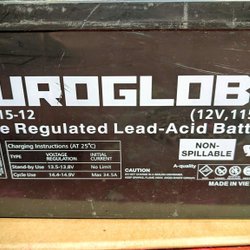 UROGLOB
15-12 (12V,115
e Regulated Lead-Acid Batt
Charging Instructions (AT 25°C)
TYPE VOLTAGE REGULATION INITIAL CURRENT
Stand-by Use 13.5-13.8V No Limit
Cycle Use 14.4-14.9V Max 34.5A
NON-SPILLABLE
A-quality
CAUTION
MADE IN VIE